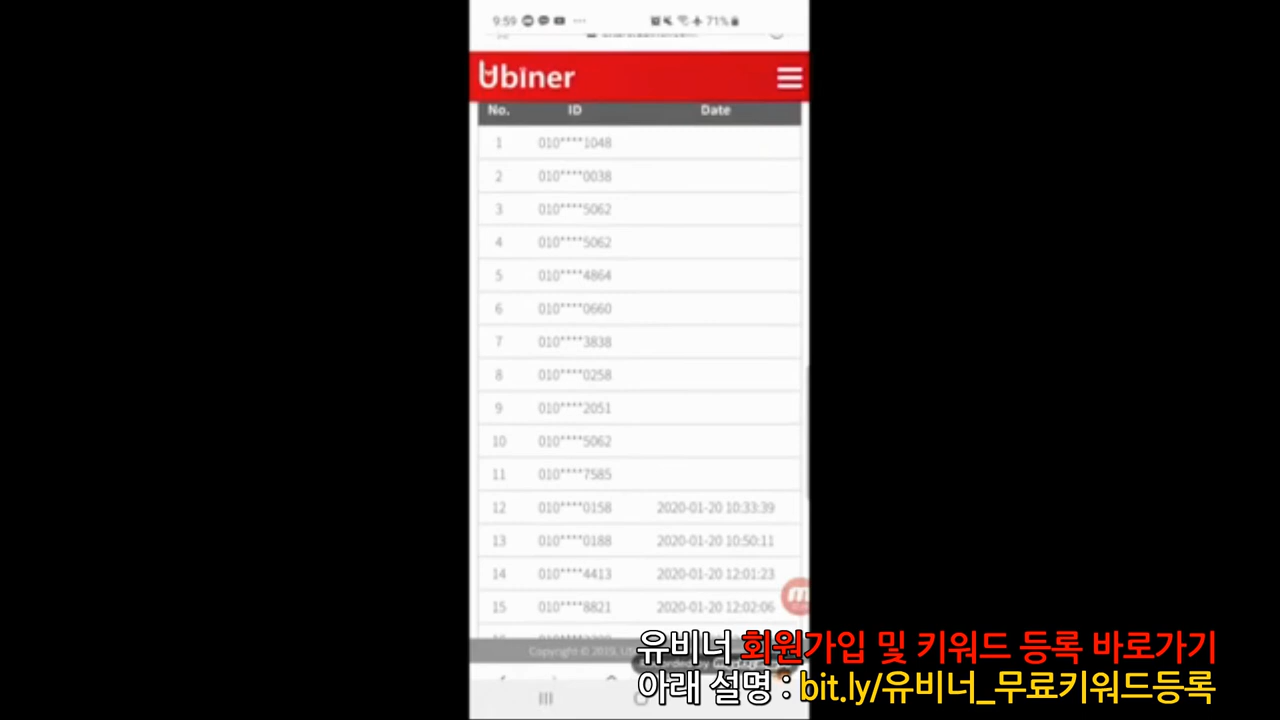 9:59 71%
Ubiner
No. ID Date
1 010****1048
2 010****0038
3 010****5062
4 010****5062
5 010****4864
6 010****0660
7 010****3838
8 010****0258
9 010****2051
10 010****5062
11 010****7585
12 010****0158 2020-01-20 10:33:39
13 010****0188 2020-01-20 10:50:11
14 010****4413 2020-01-20 12:01:23
15 010****8821 2020-01-20 12:02:06
Copyright © 2019,
유비너 회원가입 및 키워드 등록 바로가기
아래 설명 : bit.ly/유비너_무료키워드등록